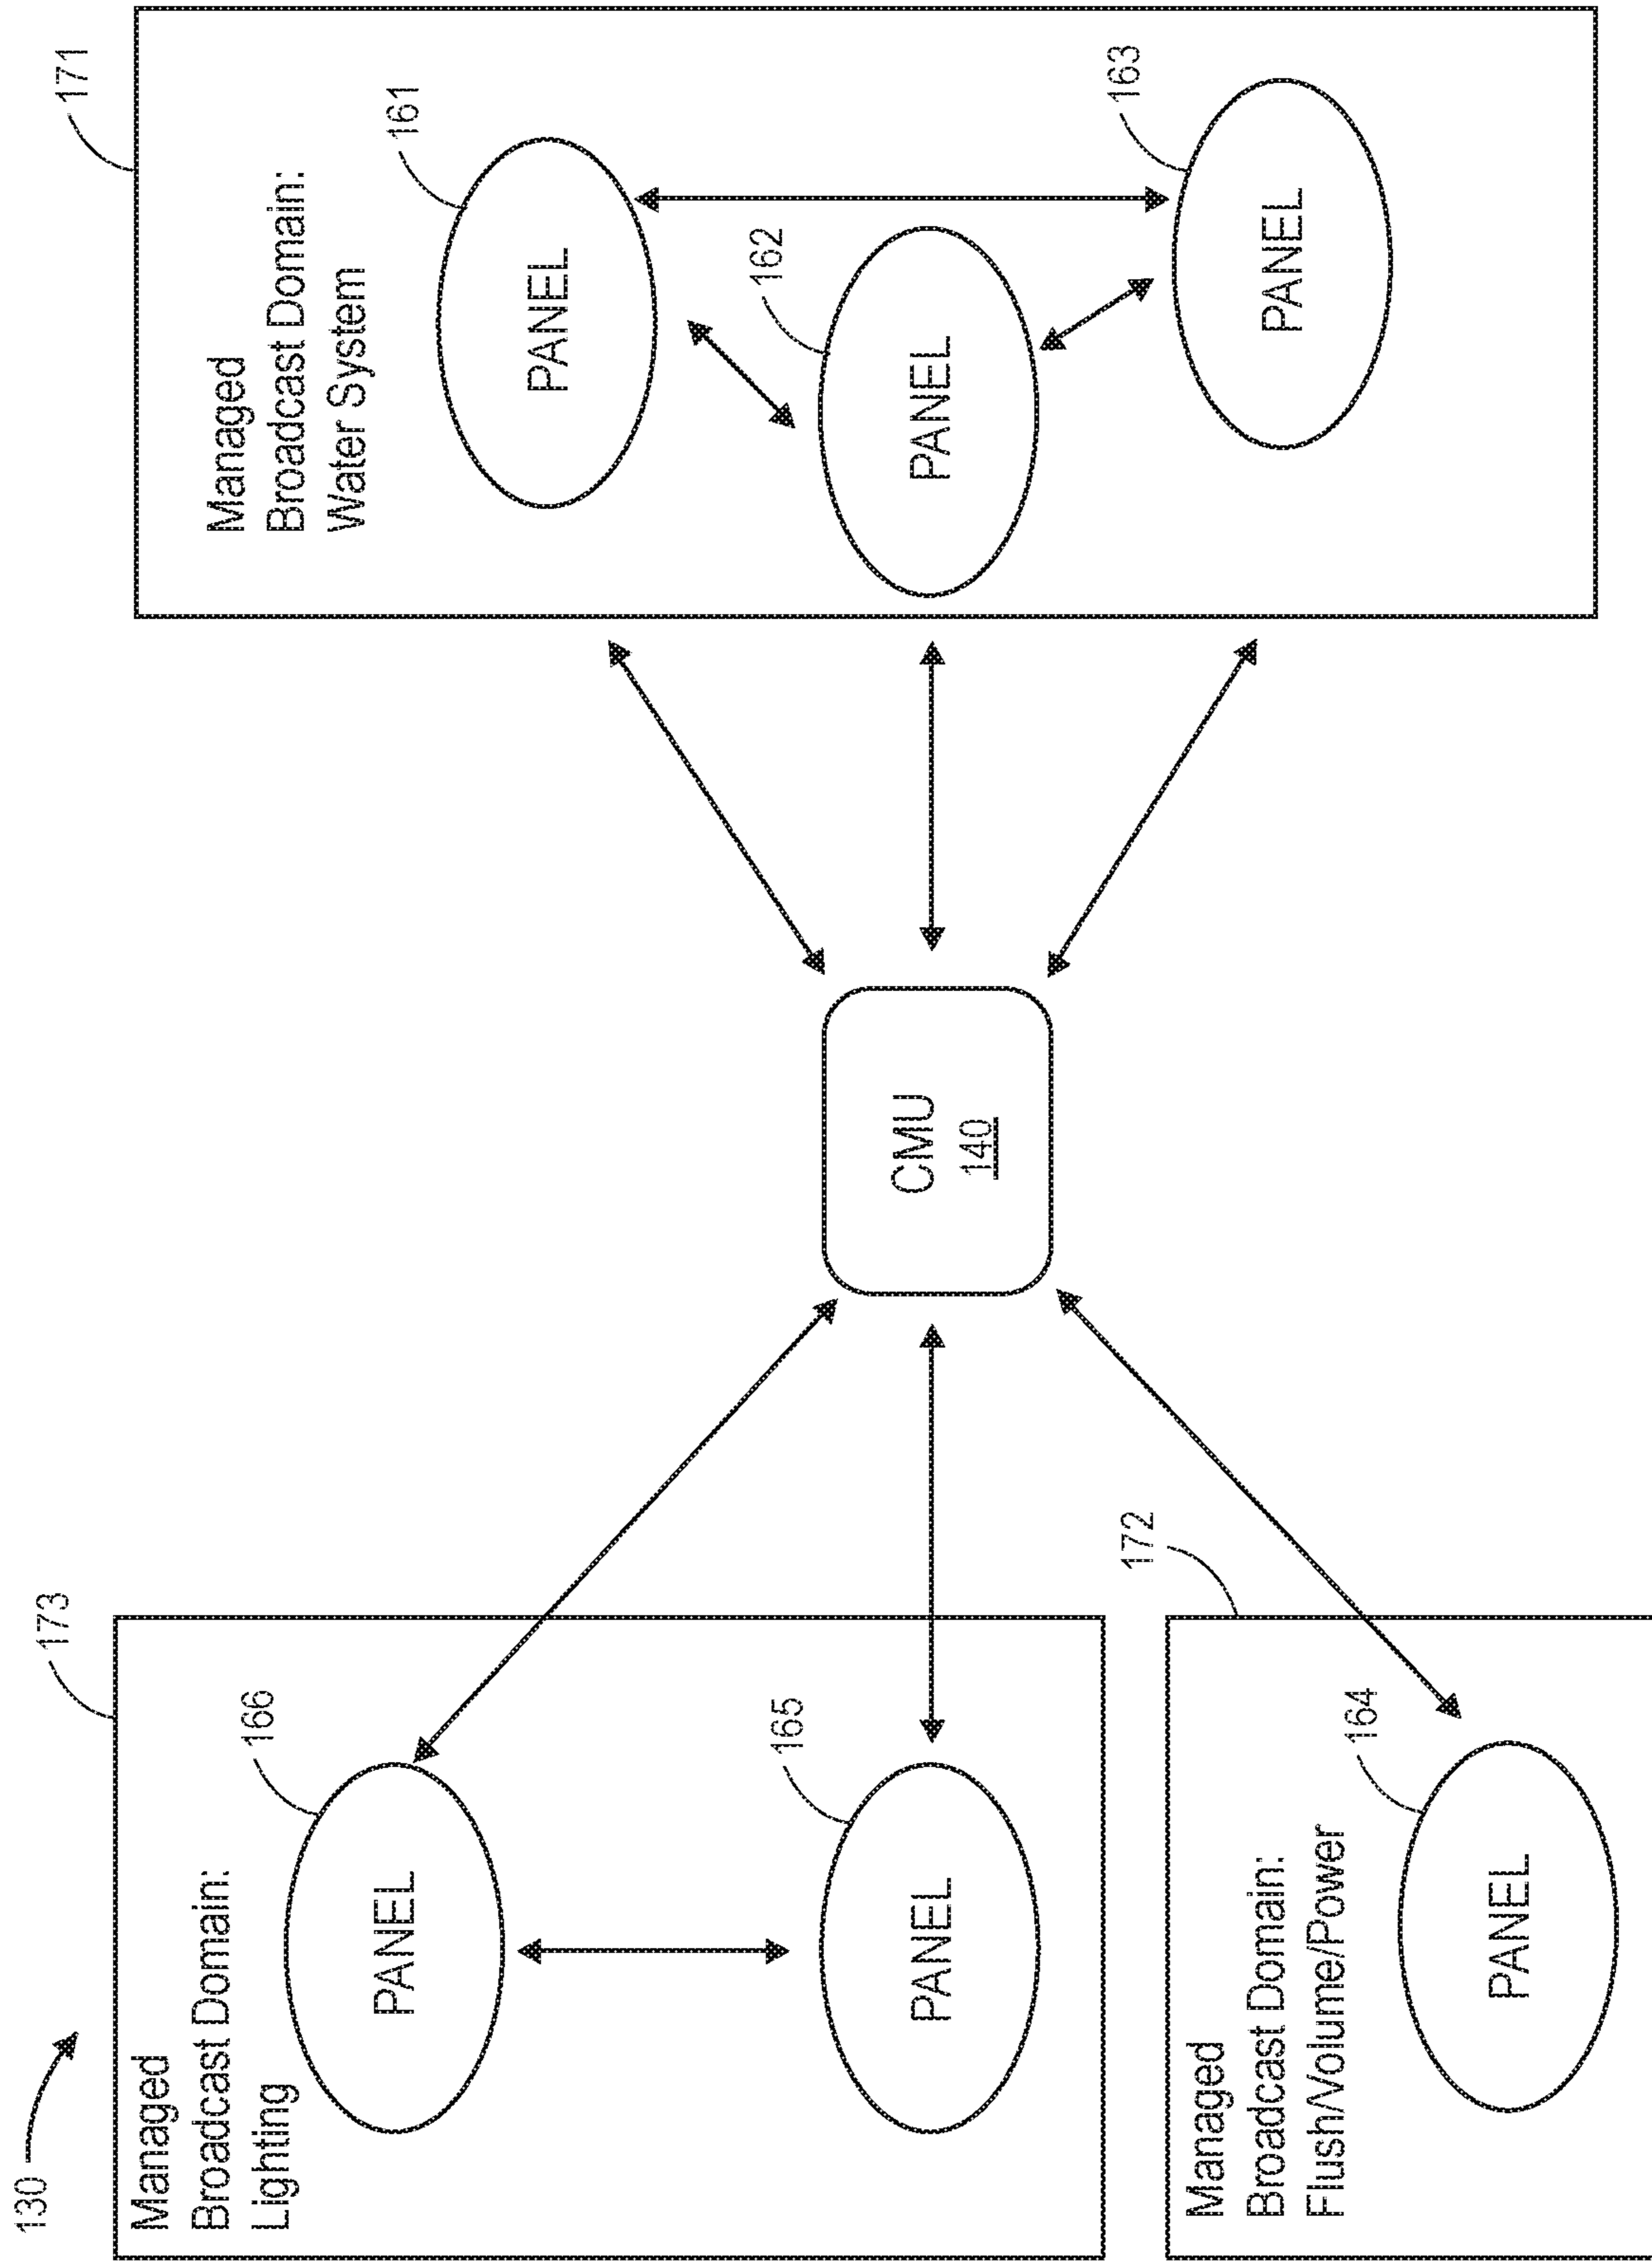 130
173
Managed
Broadcast Domain:
Lighting
166
PANEL
165
PANEL
172
Managed
Broadcast Domain:
Flush/Volume/Power
164
PANEL
CMU
140
171
Managed
Broadcast Domain:
Water System
161
PANEL
162
PANEL
163
PANEL